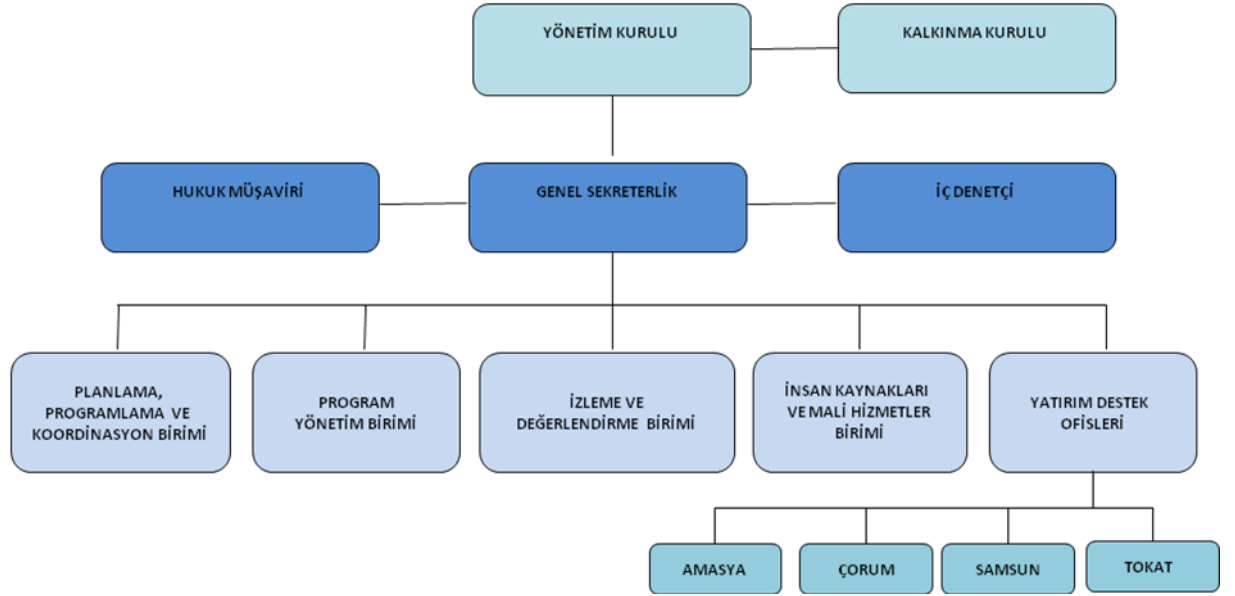 YÖNETİM KURULU
KALKINMA KURULU
HUKUK MÜŞAVİRİ
GENEL SEKRETERLİK
İÇ DENETÇİ
PLANLAMA,
PROGRAMLAMA VE
KOORDİNASYON BİRİMİ
PROGRAM
YÖNETİM BİRİMİ
İZLEME VE
DEĞERLENDİRME BİRİMİ
İNSAN KAYNAKLARI
VE MALİ HİZMETLER
BİRİMİ
YATIRIM DESTEK
OFİSLERİ
AMASYA
ÇORUM
SAMSUN
TOKAT